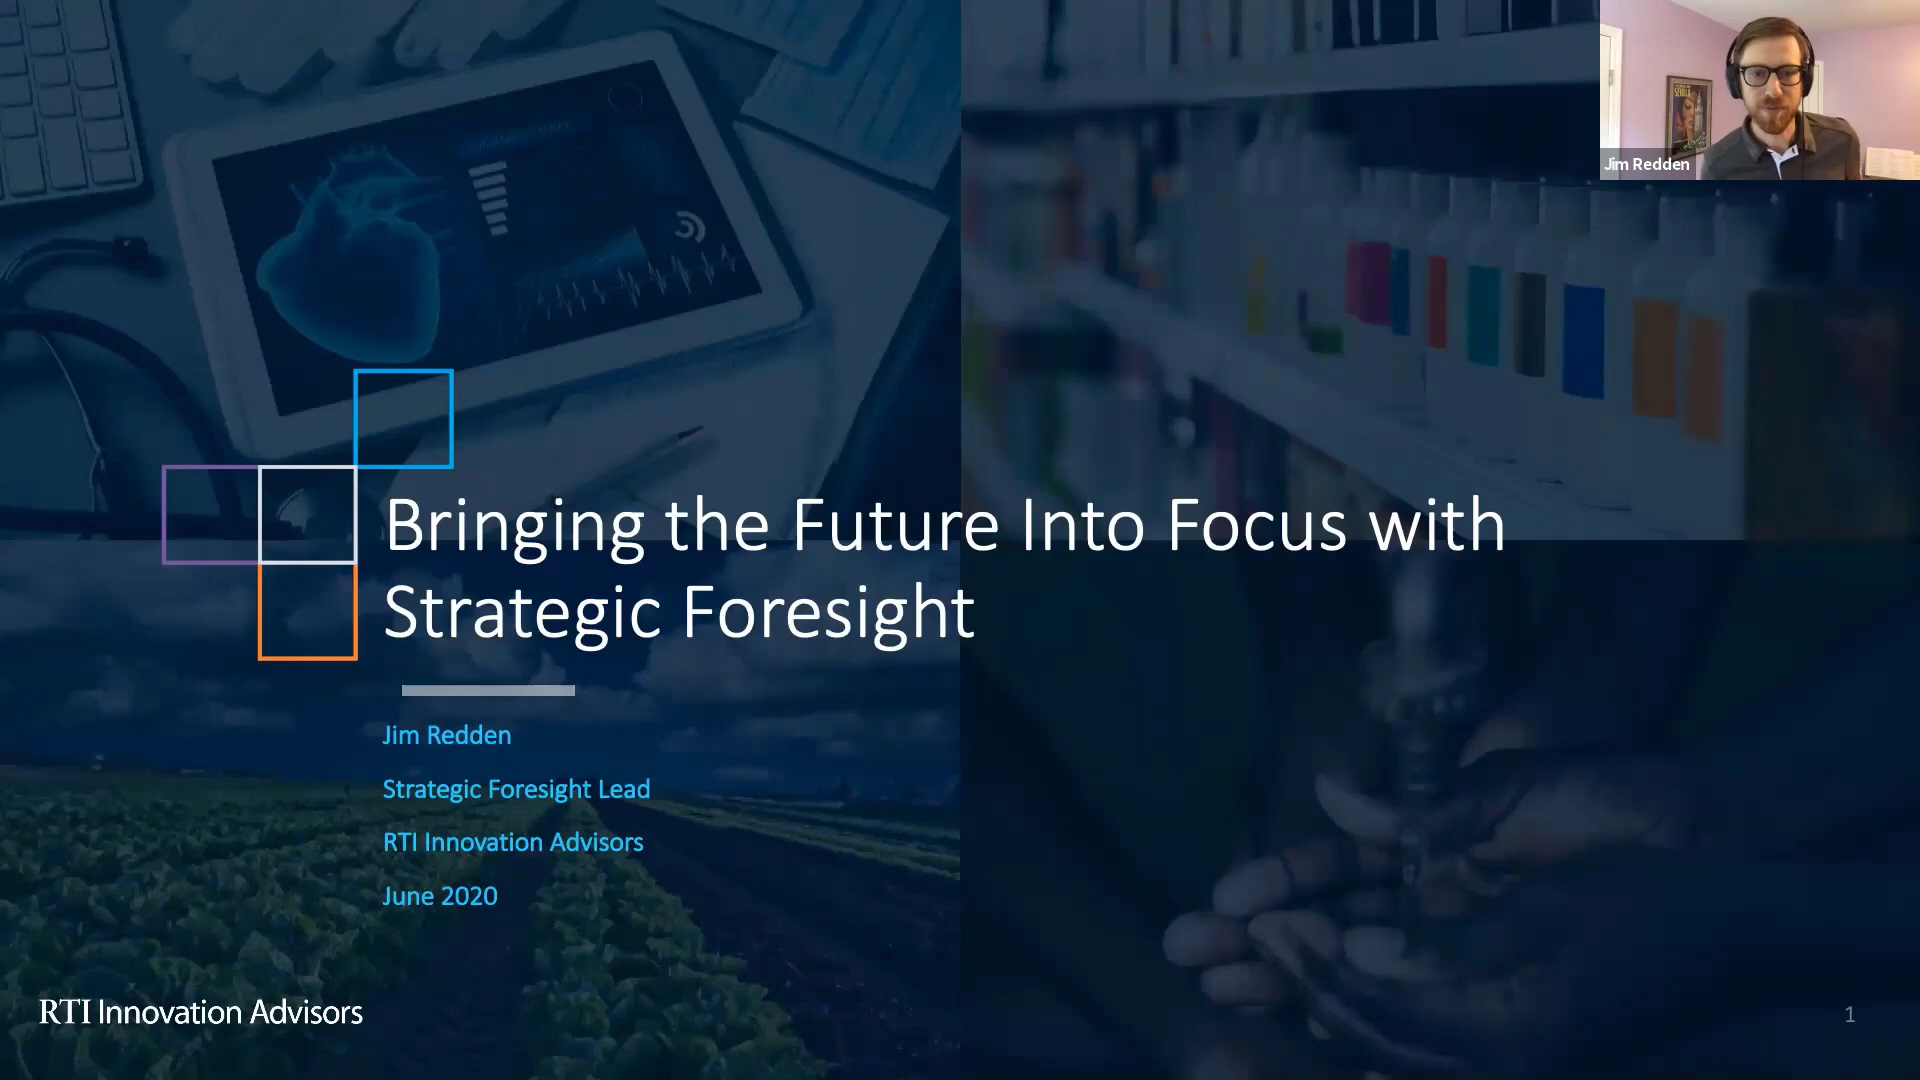 Jim Redden
Bringing the Future Into Focus with
Strategic Foresight
Jim Redden
Strategic Foresight Lead
RTI Innovation Advisors
June 2020
RTI Innovation Advisors
1